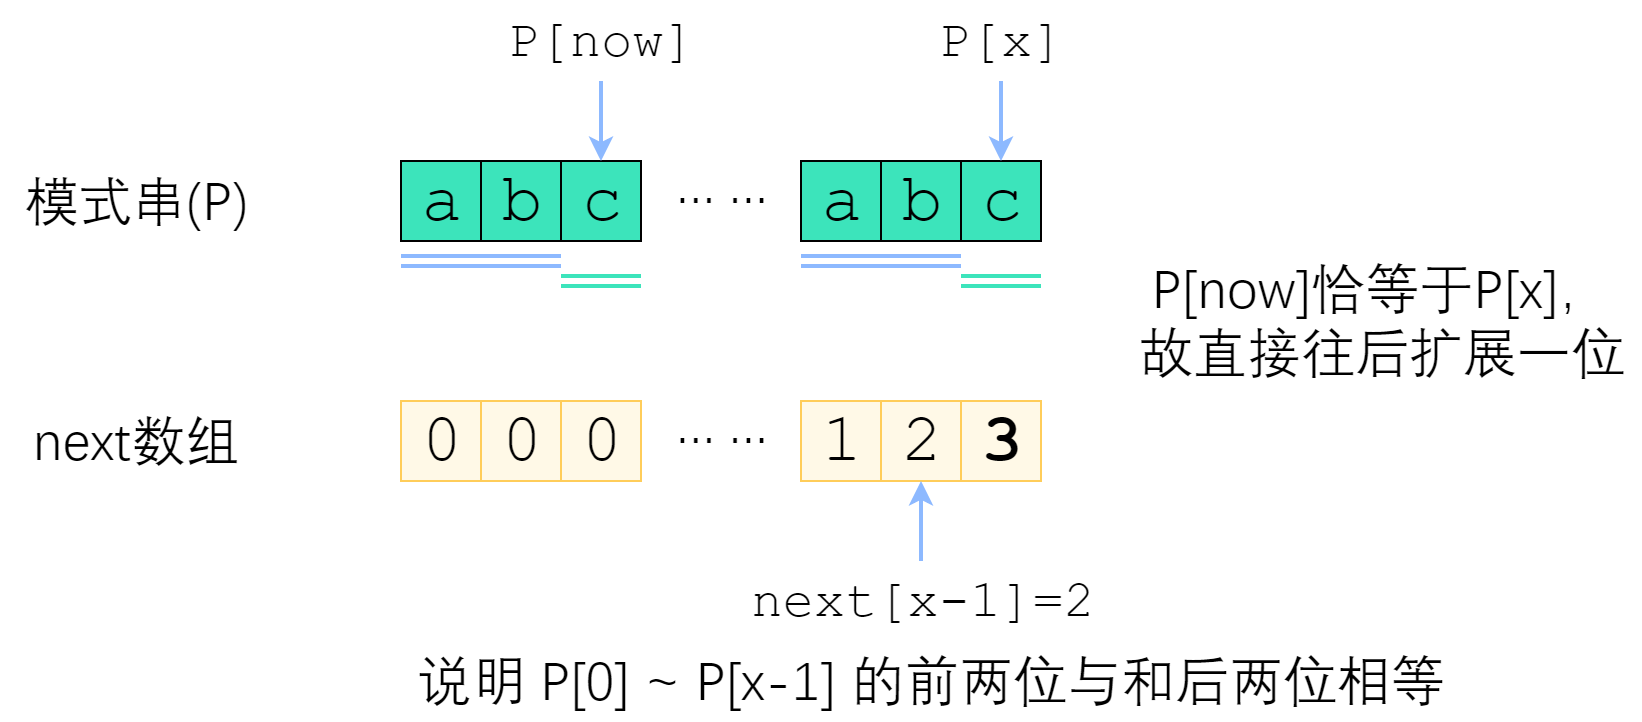 P[now] P[x]
模式串(P) a b c ... ... a b c
P[now]恰等于P[x],
故直接往后扩展一位
next数组 0 0 0 ... ... 1 2 3
next[x-1]=2
说明 P[0] ~ P[x-1] 的前两位与和后两位相等